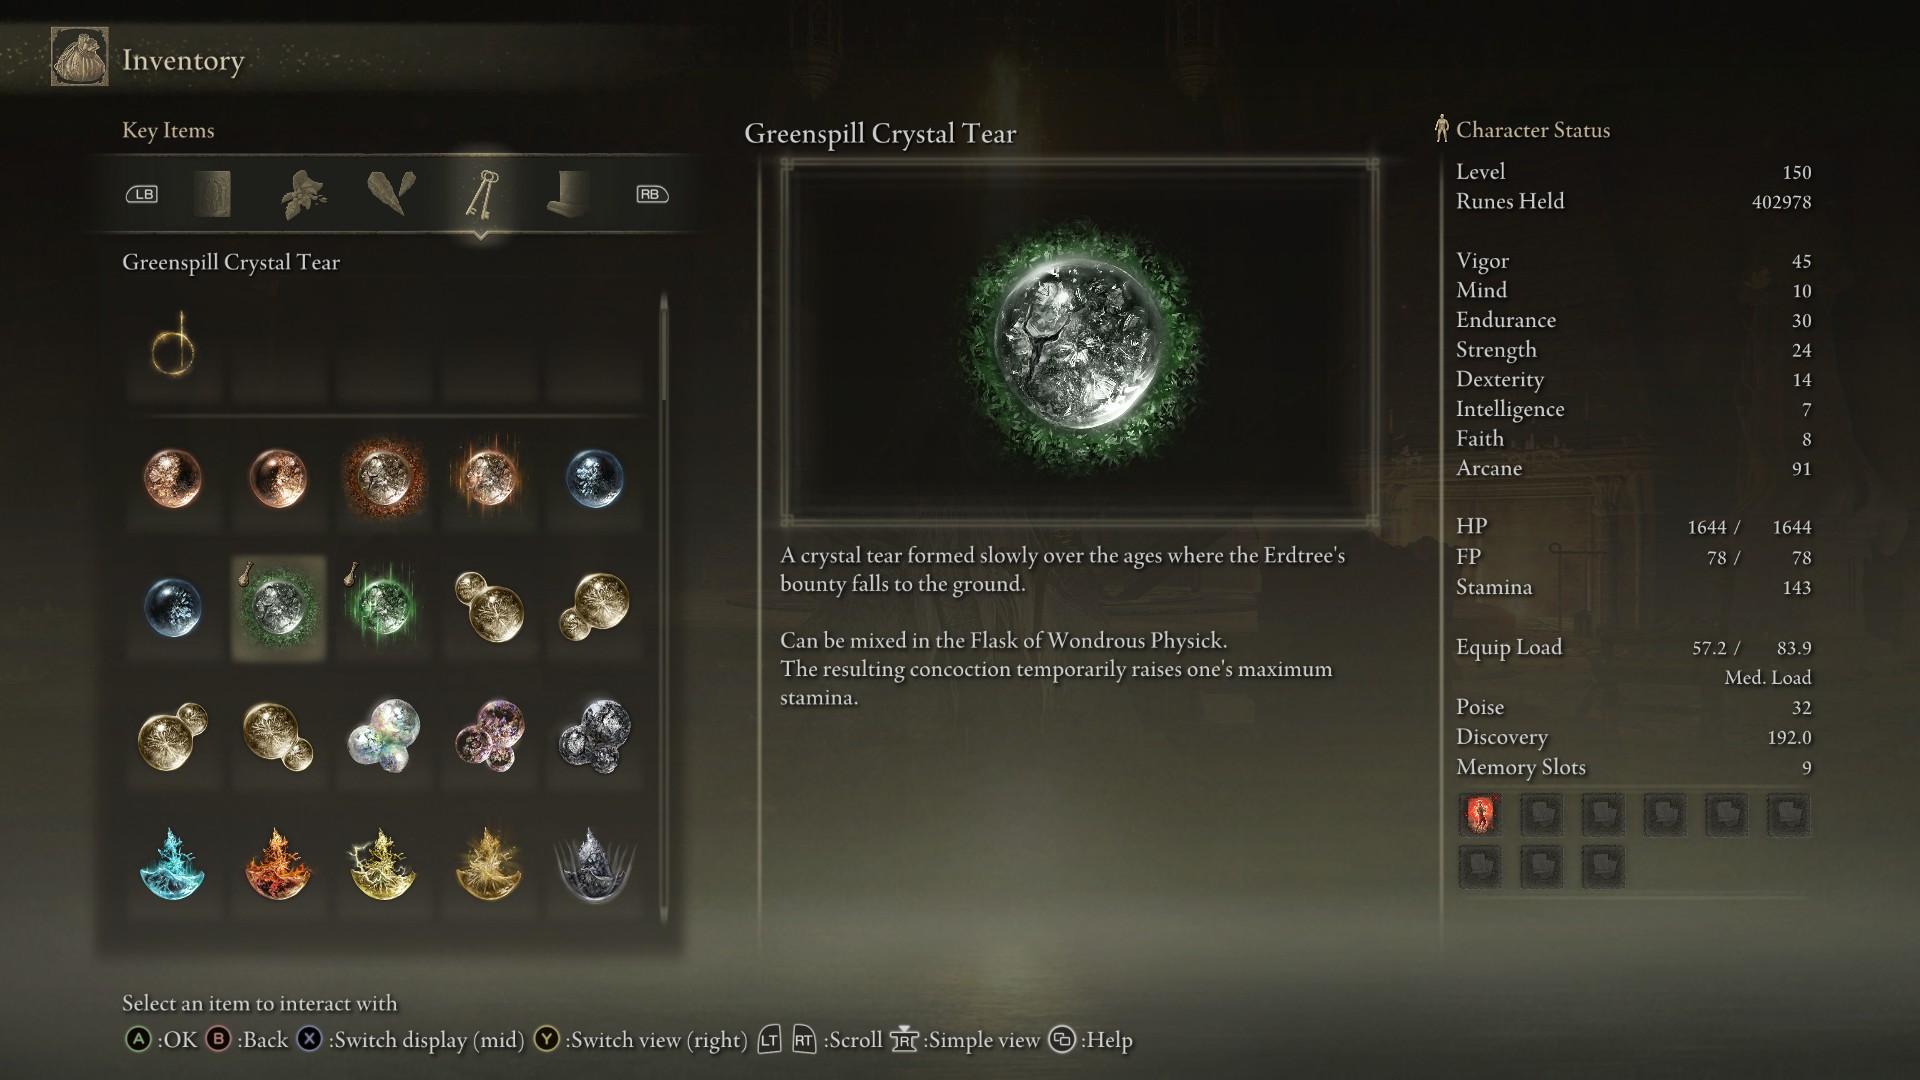 Inventory
Key Items
LB
RB
Greenspill Crystal Tear
Greenspill Crystal Tear
A crystal tear formed slowly over the ages where the Erdtree's
bounty falls to the ground.
Can be mixed in the Flask of Wondrous Physick.
The resulting concoction temporarily raises one's maximum
stamina.
Character Status
Level 150
Runes Held 402978
Vigor 45
Mind 10
Endurance 30
Strength 24
Dexterity 14
Intelligence 7
Faith 8
Arcane 91
HP 1644 / 1644
FP 78 / 78
Stamina 143
Equip Load 57.2 / 83.9
Med. Load
Poise 32
Discovery 192.0
Memory Slots 9
Select an item to interact with
A :OK B :Back X :Switch display (mid) Y :Switch view (right) LT RT :Scroll R :Simple view :Help